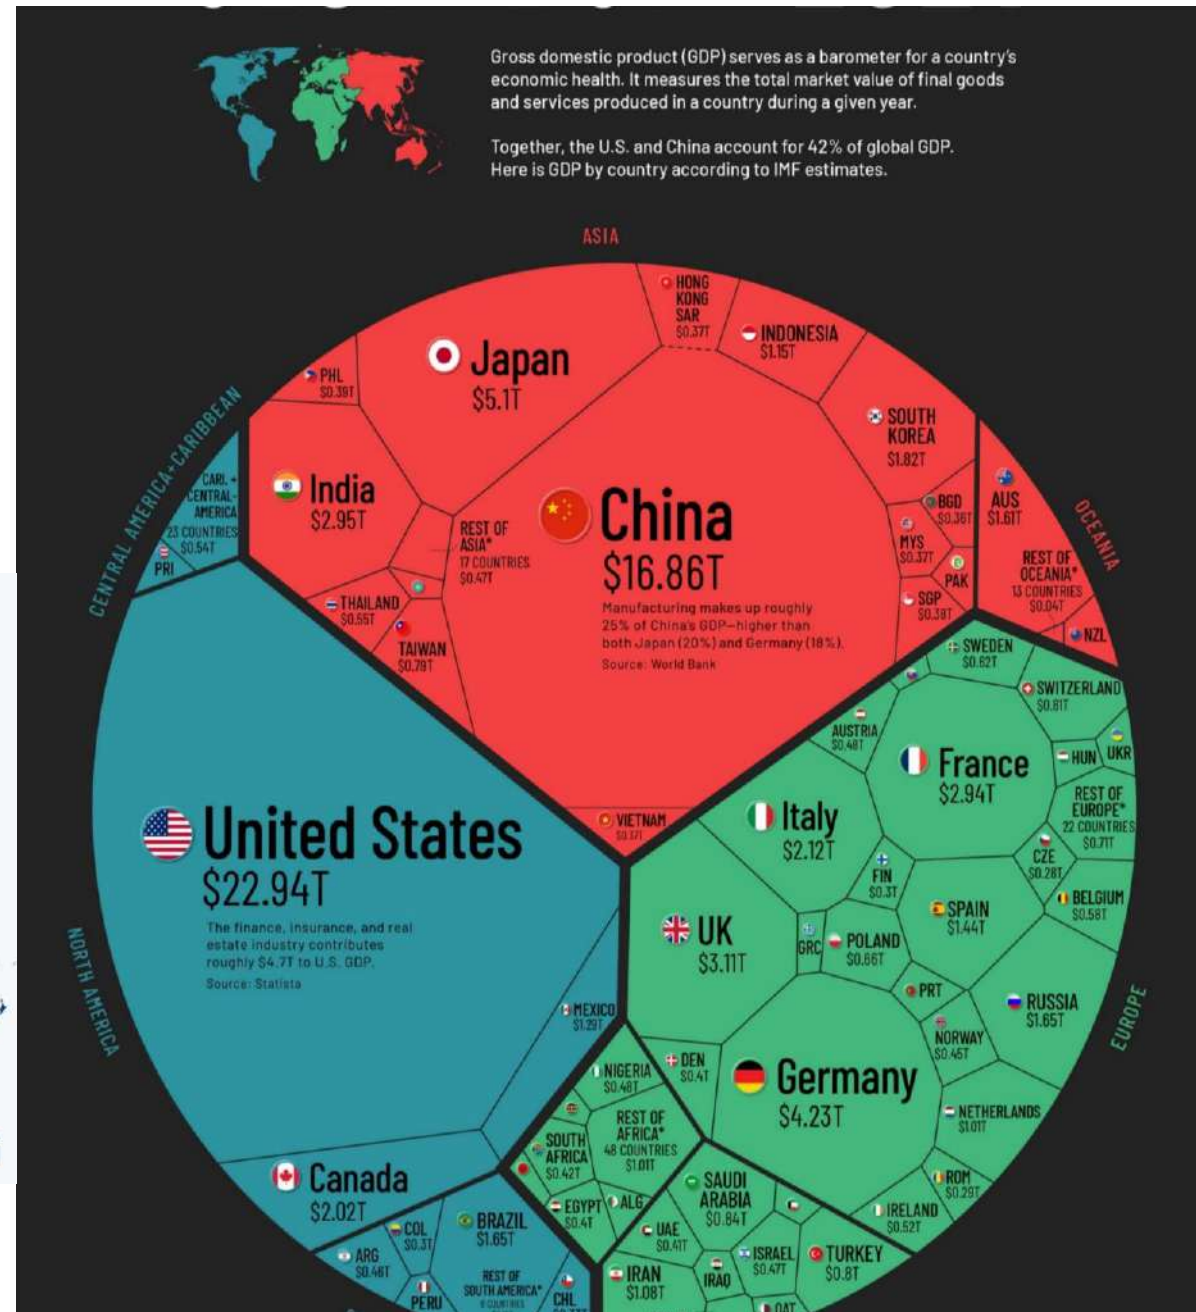 Gross domestic product (GDP) serves as a barometer for a country's
economic health. It measures the total market value of final goods
and services produced in a country during a given year.
Together, the U.S. and China account for 42% of global GDP.
Here is GDP by country according to IMF estimates.
ASIA
HONG
KONG
SAR
$0.37T
INDONESIA
$1.15T
Japan
$5.1T
PHL
$0.39T
SOUTH
KOREA
$1.82T
CENTRAL AMERICA+CARIBBEAN
CARI. +
CENTRAL-
AMERICA
23 COUNTRIES
$0.54T
PRI
India
$2.95T
REST OF
ASIA*
17 COUNTRIES
$0.47T
China
$16.86T
Manufacturing makes up roughly
25% of China's GDP—higher than
both Japan (20%) and Germany (18%).
Source: World Bank
BGD
$0.36T
MYS
$0.37T
PAK
SGP
$0.38T
AUS
$1.61T
OCEANIA
REST OF
OCEANIA*
13 COUNTRIES
$0.04T
NZL
THAILAND
$0.55T
TAIWAN
$0.79T
VIETNAM
$0.37T
SWEDEN
$0.62T
SWITZERLAND
$0.81T
AUSTRIA
$0.48T
France
$2.94T
HUN
UKR
REST OF
EUROPE*
22 COUNTRIES
$0.71T
Italy
$2.12T
FIN
$0.3T
CZE
$0.28T
BELGIUM
$0.58T
SPAIN
$1.44T
United States
$22.94T
The finance, insurance, and real
estate industry contributes
roughly $4.7T to U.S. GDP.
Source: Statista
NORTH AMERICA
MEXICO
$1.29T
UK
$3.11T
GRC
POLAND
$0.66T
PRT
RUSSIA
$1.65T
EUROPE
NORWAY
$0.45T
DEN
$0.4T
Germany
$4.23T
NETHERLANDS
$1.01T
ROM
$0.29T
IRELAND
$0.52T
NIGERIA
$0.48T
REST OF
AFRICA*
48 COUNTRIES
$1.01T
SOUTH
AFRICA
$0.42T
EGYPT
$0.4T
ALG
Canada
$2.02T
COL
$0.3T
BRAZIL
$1.65T
ARG
$0.46T
PERU
REST OF
SOUTH AMERICA*
CHL
SAUDI
ARABIA
$0.84T
UAE
$0.41T
ISRAEL
$0.47T
TURKEY
$0.8T
IRAN
$1.08T
IRAQ
QAT